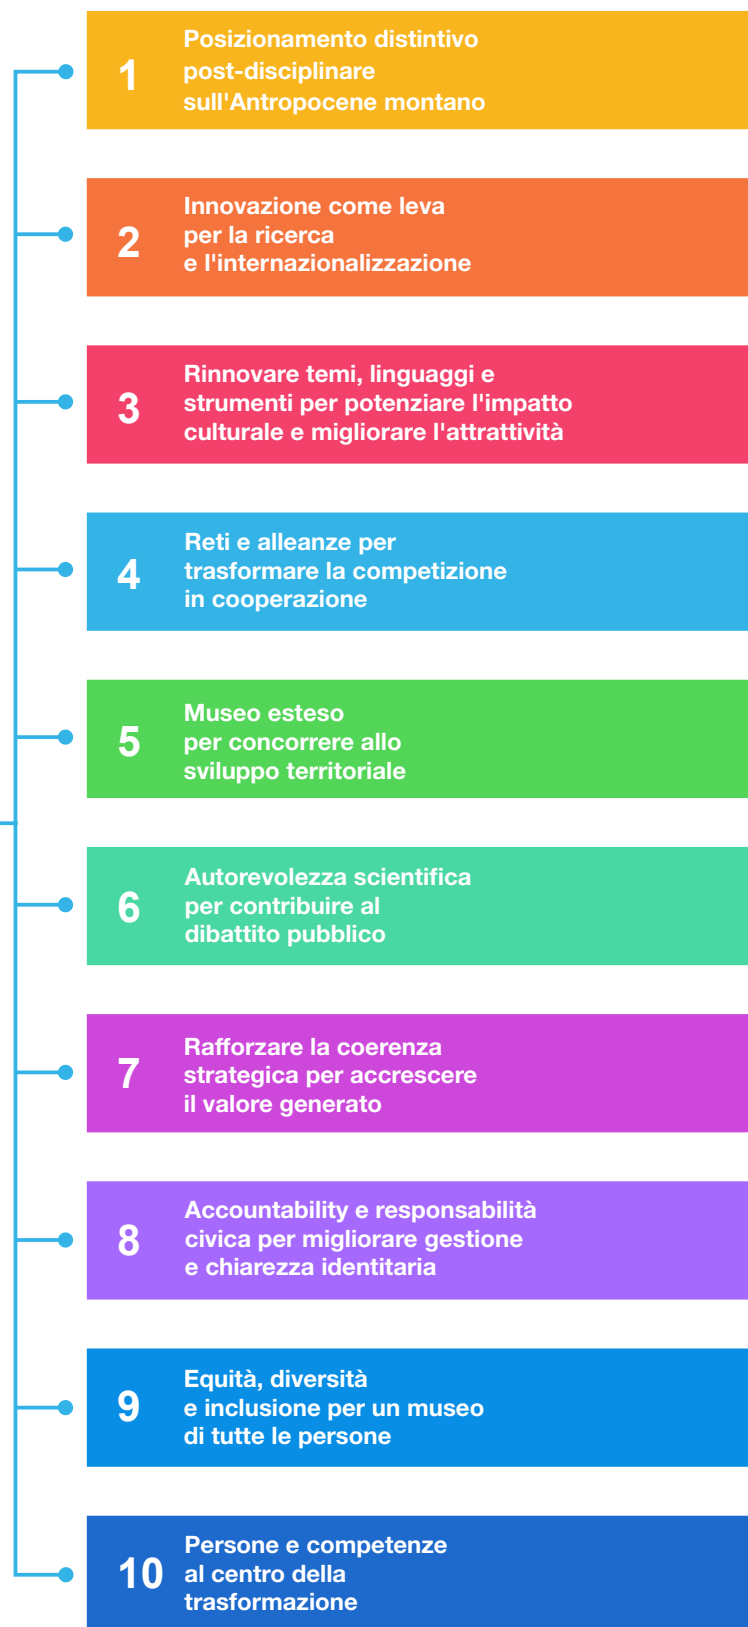 1
Posizionamento distintivo
post-disciplinare
sull'Antropocene montano
2
Innovazione come leva
per la ricerca
e l'internazionalizzazione
3
Rinnovare temi, linguaggi e
strumenti per potenziare l'impatto
culturale e migliorare l'attrattività
4
Reti e alleanze per
trasformare la competizione
in cooperazione
5
Museo esteso
per concorrere allo
sviluppo territoriale
6
Autorevolezza scientifica
per contribuire al
dibattito pubblico
7
Rafforzare la coerenza
strategica per accrescere
il valore generato
8
Accountability e responsabilità
civica per migliorare gestione
e chiarezza identitaria
9
Equità, diversità
e inclusione per un museo
di tutte le persone
10
Persone e competenze
al centro della
trasformazione